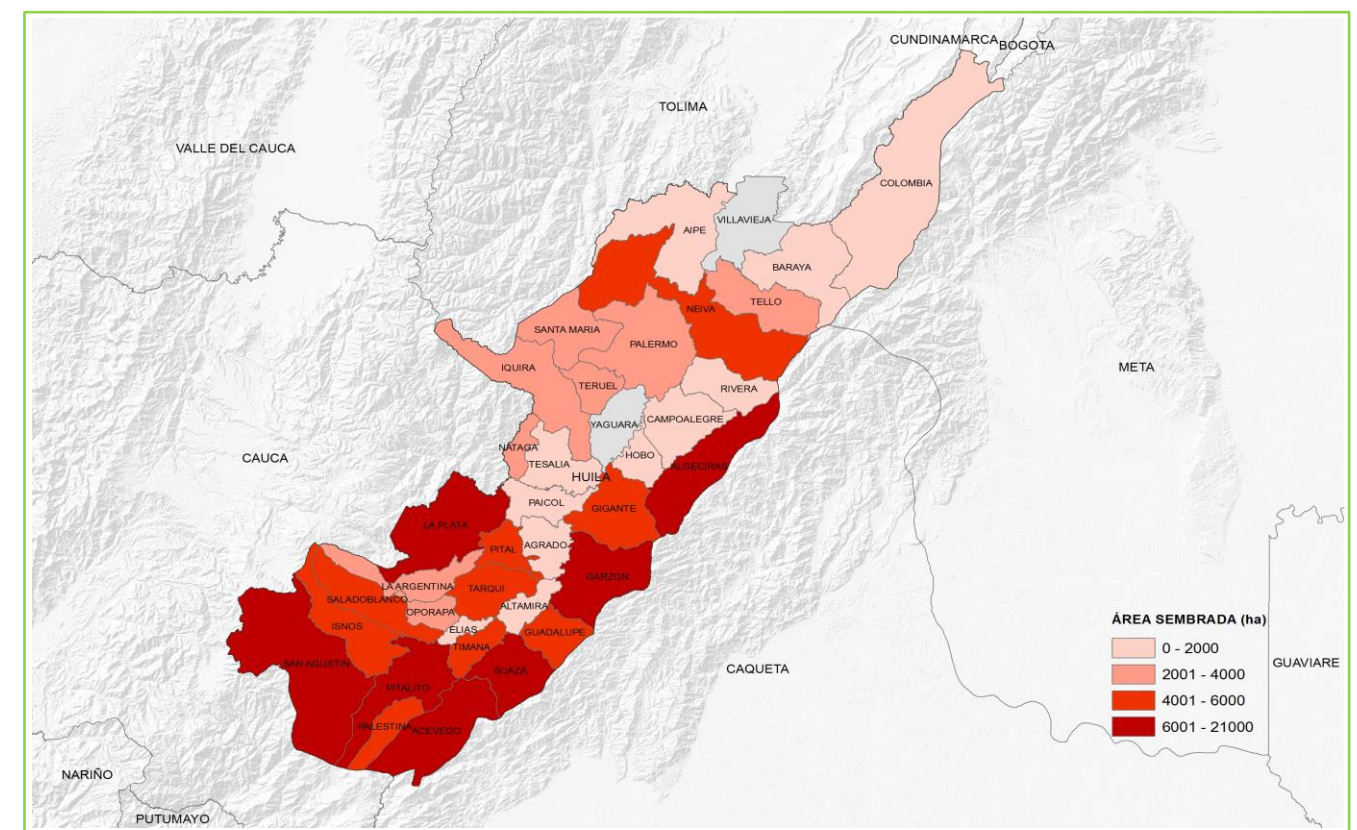 CUNDINAMARCA
BOGOTA
TOLIMA
VALLE DEL CAUCA
COLOMBIA
VILLAVIEJA
AIPE
BARAYA
TELLO
NEIVA
SANTA MARIA
PALERMO
META
IQUIRA
TERUEL
RIVERA
CAMPOALEGRE
YAGUARA
NATAGA
HOBO
CAUCA
TESALIA
ALGECIRAS
HUILA
PAICOL
GIGANTE
LA PLATA
AGRADO
PITAL
GARZON
LA ARGENTINA
TARQUI
SALADOBLANCO
ALTAMIRA
OPORAPA
ISNOS
ELIAS
GUADALUPE
TIMANA
SAN AGUSTIN
SUAZA
CAQUETA
PITALITO
PALESTINA
ACEVEDO
NARIÑO
PUTUMAYO
GUAVIARE
ÁREA SEMBRADA (ha)
0 - 2000
2001 - 4000
4001 - 6000
6001 - 21000